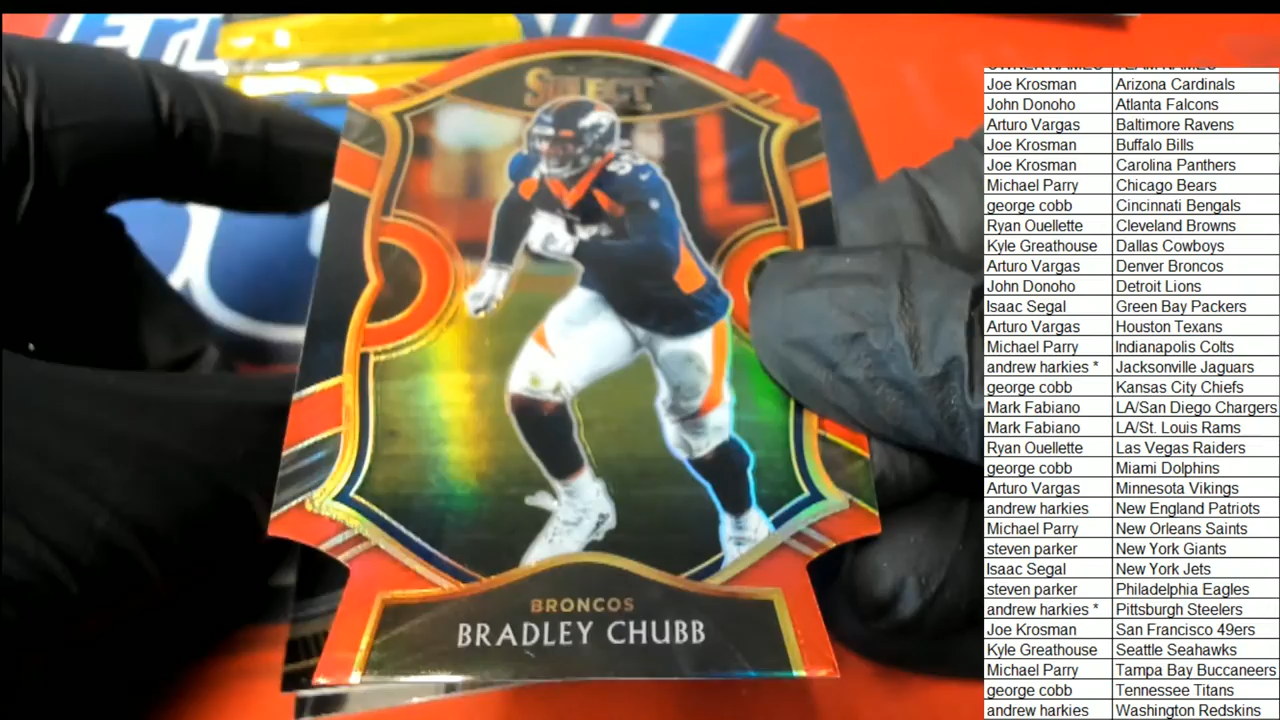 SELECT
BRONCOS
BRADLEY CHUBB
OWNER NAMES TEAM NAMES
Joe Krosman Arizona Cardinals
John Donoho Atlanta Falcons
Arturo Vargas Baltimore Ravens
Joe Krosman Buffalo Bills
Joe Krosman Carolina Panthers
Michael Parry Chicago Bears
george cobb Cincinnati Bengals
Ryan Ouellette Cleveland Browns
Kyle Greathouse Dallas Cowboys
Arturo Vargas Denver Broncos
John Donoho Detroit Lions
Isaac Segal Green Bay Packers
Arturo Vargas Houston Texans
Michael Parry Indianapolis Colts
andrew harkies * Jacksonville Jaguars
george cobb Kansas City Chiefs
Mark Fabiano LA/San Diego Chargers
Mark Fabiano LA/St. Louis Rams
Ryan Ouellette Las Vegas Raiders
george cobb Miami Dolphins
Arturo Vargas Minnesota Vikings
andrew harkies New England Patriots
Michael Parry New Orleans Saints
steven parker New York Giants
Isaac Segal New York Jets
steven parker Philadelphia Eagles
andrew harkies * Pittsburgh Steelers
Joe Krosman San Francisco 49ers
Kyle Greathouse Seattle Seahawks
Michael Parry Tampa Bay Buccaneers
george cobb Tennessee Titans
andrew harkies Washington Redskins